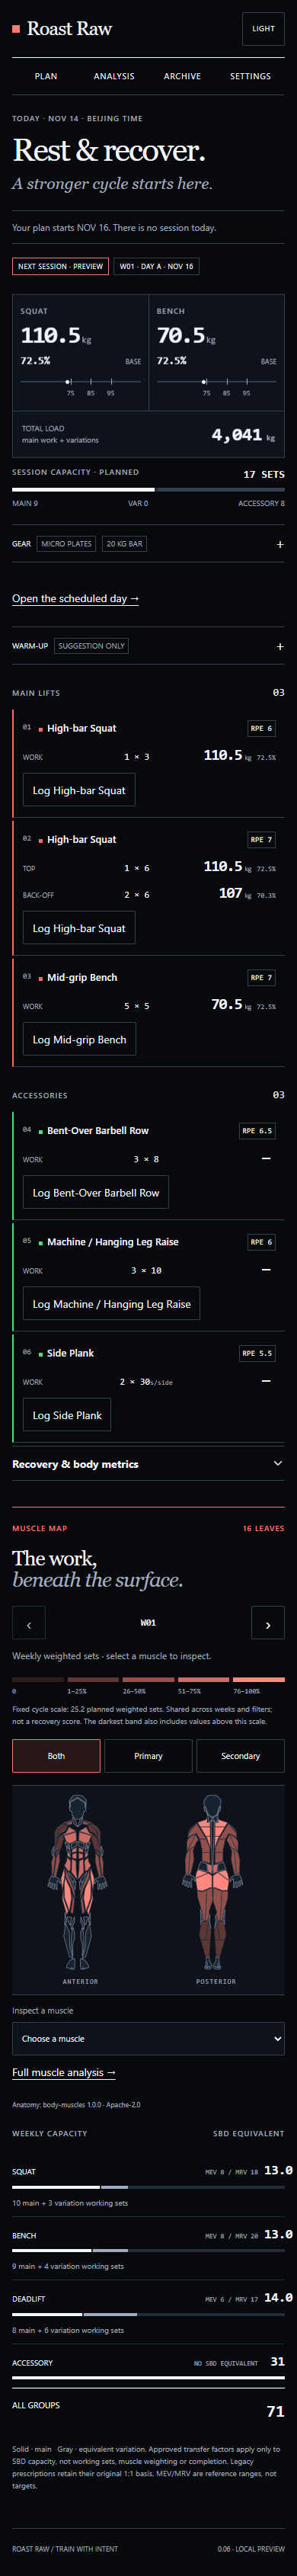 Roast Raw
LIGHT
PLAN ANALYSIS ARCHIVE SETTINGS
TODAY · NOV 14 · BEIJING TIME
Rest & recover.
A stronger cycle starts here.
Your plan starts NOV 16. There is no session today.
NEXT SESSION · PREVIEW W01 · DAY A · NOV 16
SQUAT
110.5 kg
72.5% BASE
75 85 95
BENCH
70.5 kg
72.5% BASE
75 85 95
TOTAL LOAD
main work + variations
4,041 kg
SESSION CAPACITY · PLANNED 17 SETS
MAIN 9 VAR 0 ACCESSORY 8
GEAR MICRO PLATES 20 KG BAR +
Open the scheduled day →
WARM-UP SUGGESTION ONLY +
MAIN LIFTS 03
01 High-bar Squat RPE 6
WORK 1 × 3 110.5 kg 72.5%
Log High-bar Squat
02 High-bar Squat RPE 7
TOP 1 × 6 110.5 kg 72.5%
BACK-OFF 2 × 6 107 kg 70.3%
Log High-bar Squat
03 Mid-grip Bench RPE 7
WORK 5 × 5 70.5 kg 72.5%
Log Mid-grip Bench
ACCESSORIES 03
04 Bent-Over Barbell Row RPE 6.5
WORK 3 × 8 —
Log Bent-Over Barbell Row
05 Machine / Hanging Leg Raise RPE 6
WORK 3 × 10 —
Log Machine / Hanging Leg Raise
06 Side Plank RPE 5.5
WORK 2 × 30s/side —
Log Side Plank
Recovery & body metrics
MUSCLE MAP 16 LEAVES
The work,
beneath the surface.
‹ W01 ›
Weekly weighted sets · select a muscle to inspect.
0 1–25% 26–50% 51–75% 76–100%
Fixed cycle scale: 25.2 planned weighted sets. Shared across weeks and filters;
not a recovery score. The darkest band also includes values above this scale.
Both Primary Secondary
ANTERIOR POSTERIOR
Inspect a muscle
Choose a muscle
Full muscle analysis →
Anatomy: body-muscles 1.0.0 · Apache-2.0
WEEKLY CAPACITY SBD EQUIVALENT
SQUAT MEV 8 / MRV 18 13.0
10 main + 3 variation working sets
BENCH MEV 8 / MRV 20 13.0
9 main + 4 variation working sets
DEADLIFT MEV 6 / MRV 17 14.0
8 main + 6 variation working sets
ACCESSORY NO SBD EQUIVALENT 31
ALL GROUPS 71
Solid · main Gray · equivalent variation. Approved transfer factors apply only to
SBD capacity, not working sets, muscle weighting or completion. Legacy
prescriptions retain their original 1:1 basis. MEV/MRV are reference ranges, not
targets.
ROAST RAW / TRAIN WITH INTENT 0.06 · LOCAL PREVIEW